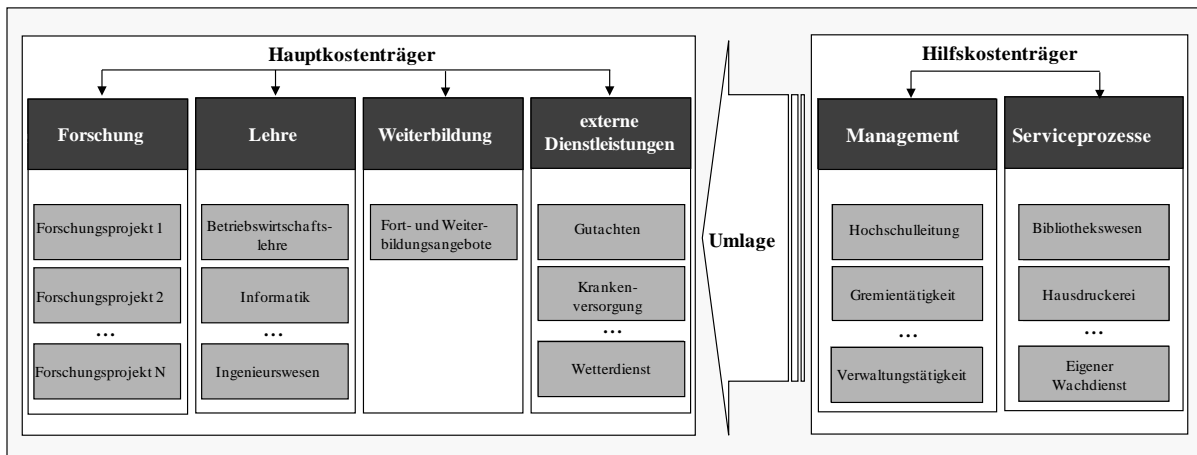 Hauptkostenträger
Forschung
Forschungsprojekt 1
Forschungsprojekt 2
...
Forschungsprojekt N
Lehre
Betriebswirtschafts-
lehre
Informatik
...
Ingenieurswesen
Weiterbildung
Fort- und Weiter-
bildungsangebote
externe
Dienstleistungen
Gutachten
Kranken-
versorgung
...
Wetterdienst
Umlage
Hilfskostenträger
Management
Hochschulleitung
Gremientätigkeit
...
Verwaltungstätigkeit
Serviceprozesse
Bibliothekswesen
Hausdruckerei
...
Eigener
Wachdienst